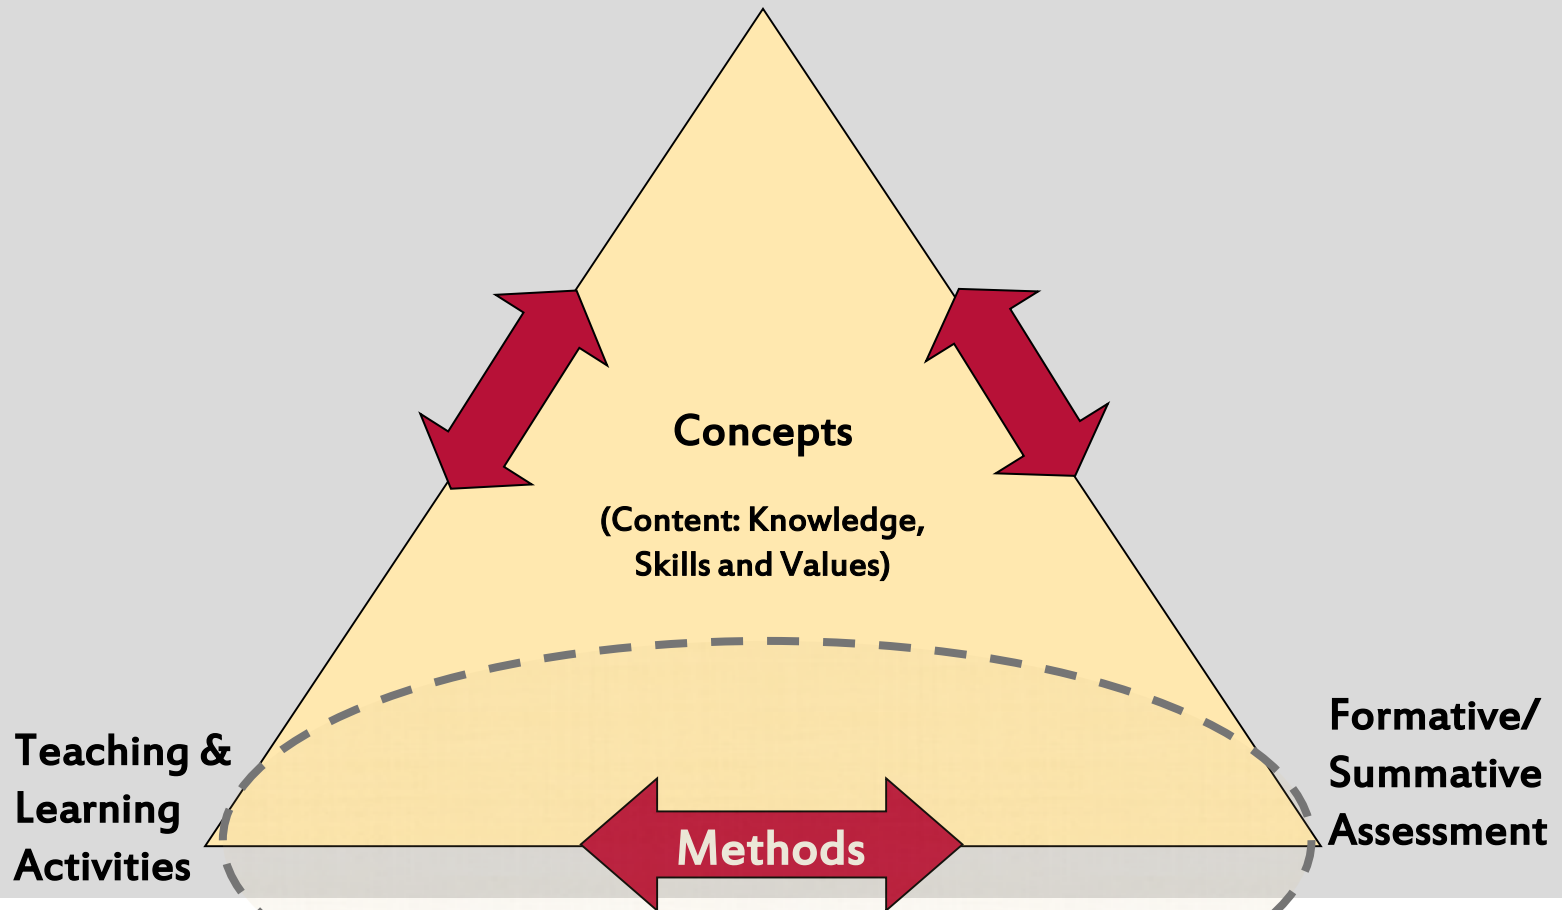 Concepts
(Content: Knowledge,
Skills and Values)
Teaching &
Learning
Activities
Methods
Formative/
Summative
Assessment